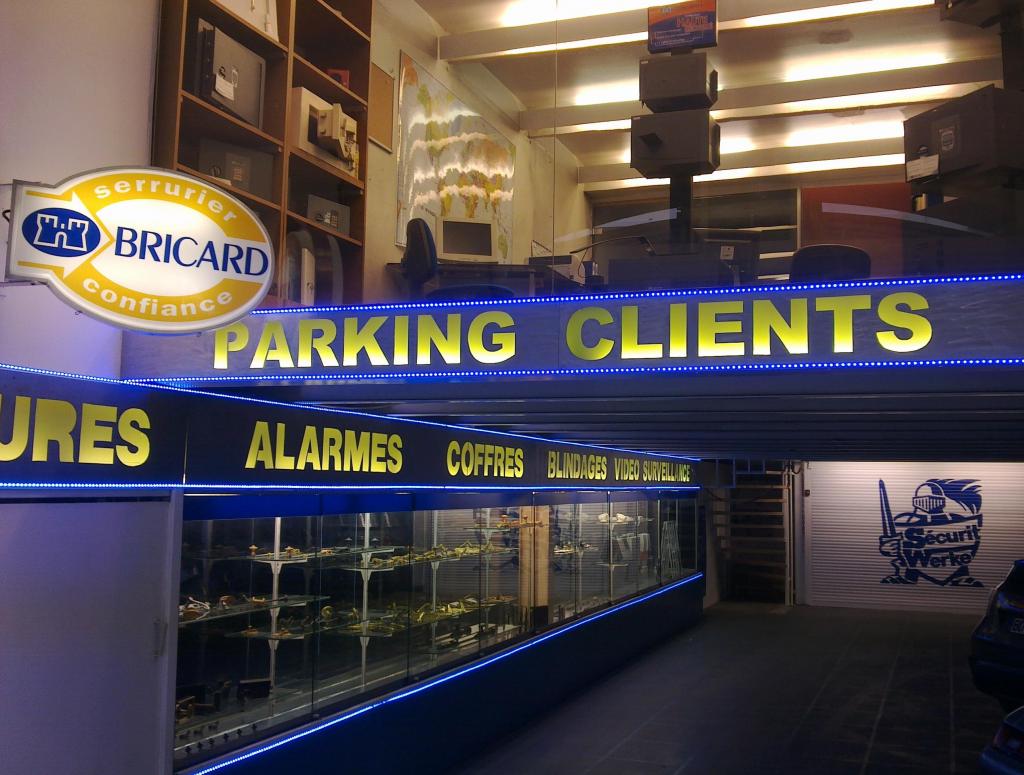 serrurier
BRICARD
confiance
PARKING CLIENTS
URES ALARMES COFFRES BLINDAGES VIDEO SURVEILLANCE
Sécurit
Werke